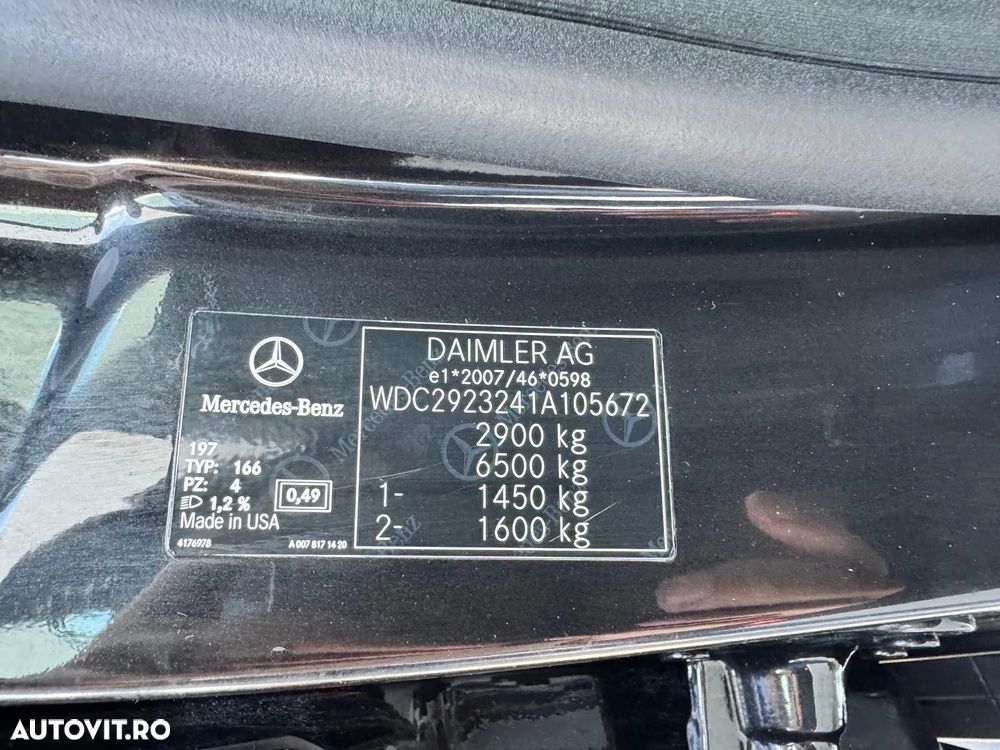 DAIMLER AG
e1*2007/46*0598
WDC2923241A105672
2900 kg
6500 kg
1- 1450 kg
2- 1600 kg
Mercedes-Benz
197
TYP: 166
PZ: 4
1,2 %
0,49
Made in USA
4176978
A 007 817 14 20
AUTOVIT.RO